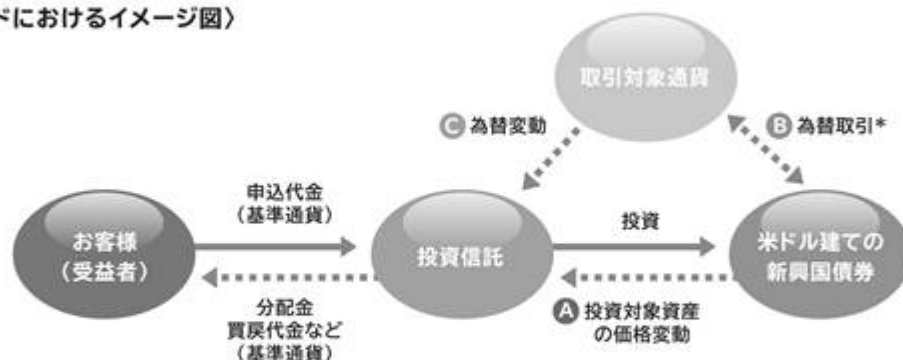 ドにおけるイメージ図〉
取引対象通貨
C 為替変動
B 為替取引*
申込代金
(基準通貨)
お客様
(受益者)
投資信託
投資
米ドル建ての
新興国債券
分配金
買戻代金など
(基準通貨)
A 投資対象資産
の価格変動